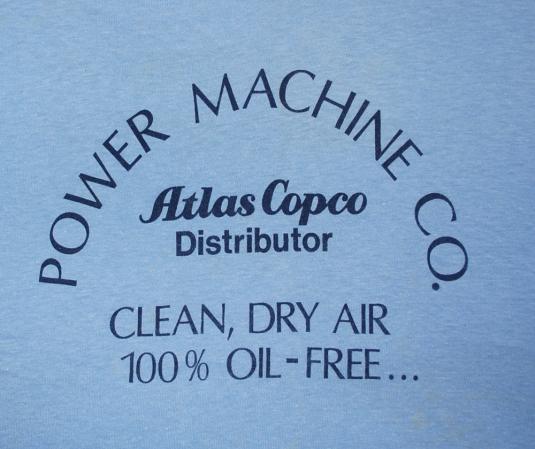 POWER MACHINE CO.
Atlas Copco
Distributor
CLEAN, DRY AIR
100% OIL-FREE...